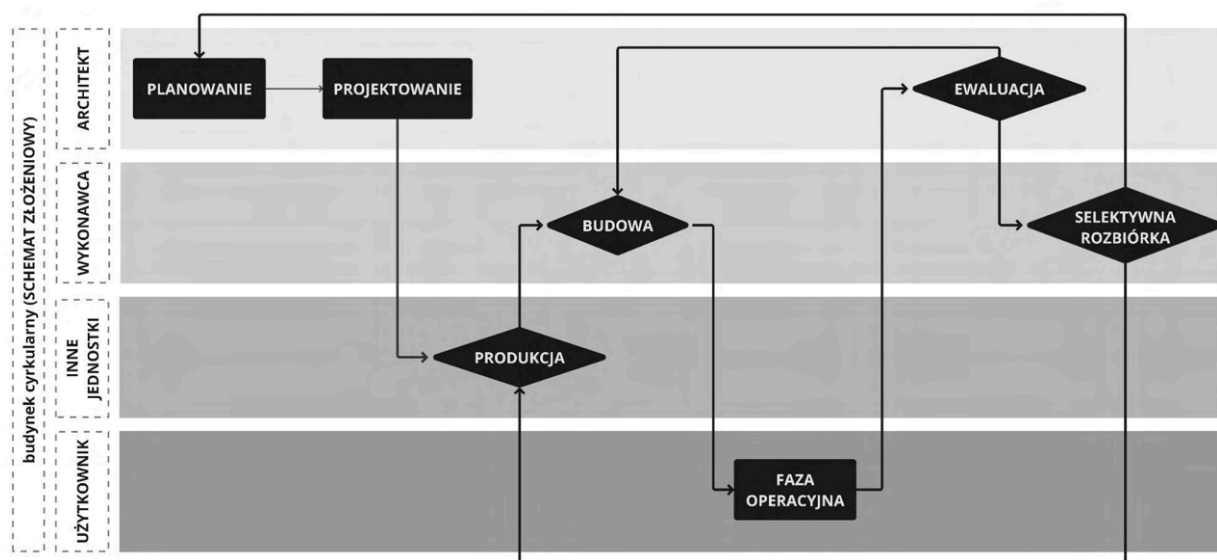 budynek cyrkularny (SCHEMAT ZŁOŻENIOWY)
ARCHITEKT
PLANOWANIE
PROJEKTOWANIE
EWALUACJA
WYKONAWCA
BUDOWA
SELEKTYWNA
ROZBIÓRKA
INNE
JEDNOSTKI
PRODUKCJA
UŻYTKOWNIK
FAZA
OPERACYJNA